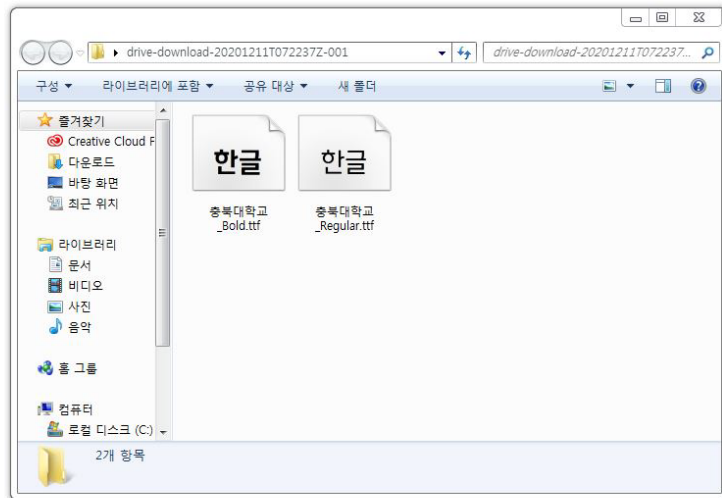 drive-download-20201211T072237Z-001
drive-download-20201211T072237...
구성
라이브러리에 포함
공유 대상
새 폴더
즐겨찾기
Creative Cloud F
다운로드
바탕 화면
최근 위치
라이브러리
문서
비디오
사진
음악
홈 그룹
컴퓨터
로컬 디스크 (C:)
한글
충북대학교
_Bold.ttf
한글
충북대학교
_Regular.ttf
2개 항목